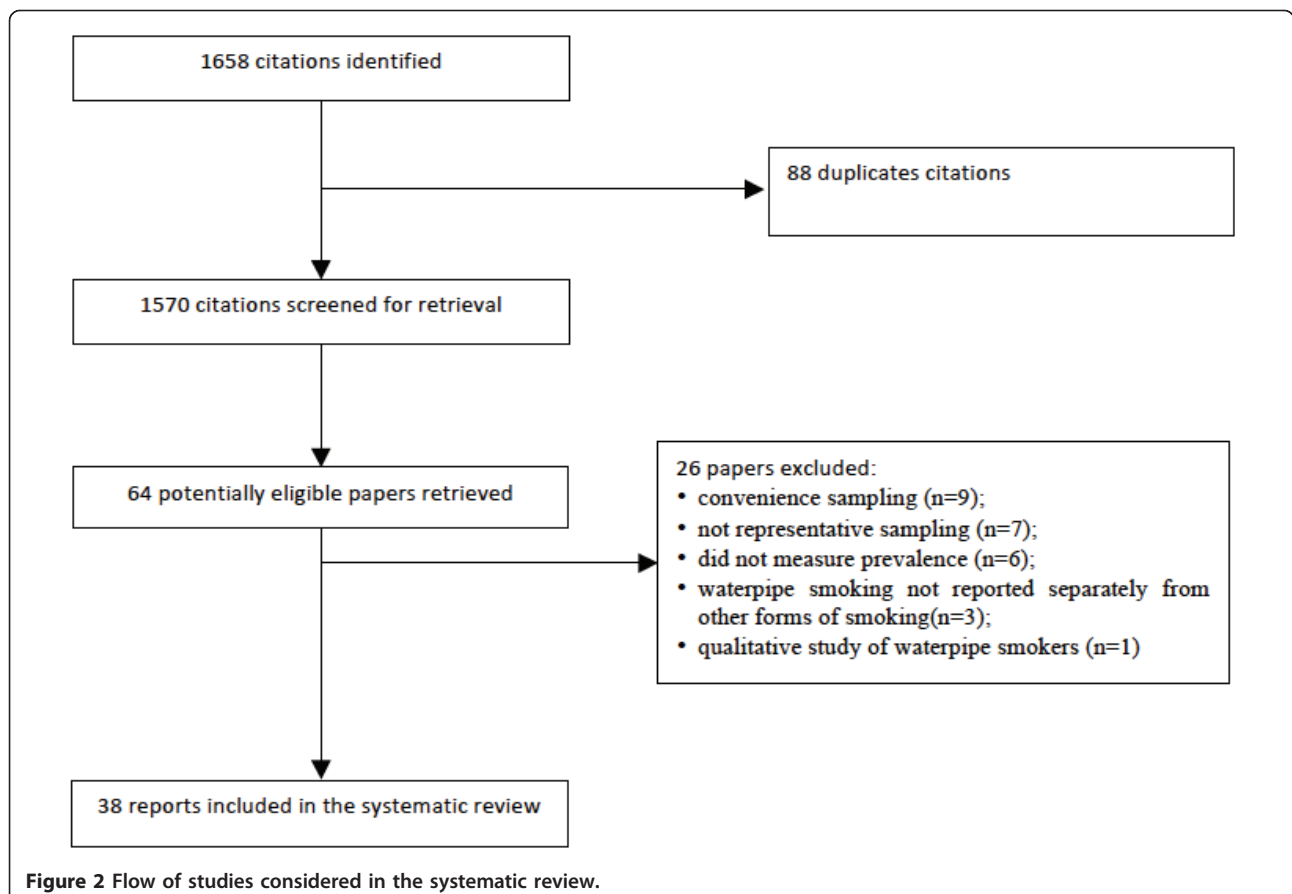 1658 citations identified
88 duplicates citations
1570 citations screened for retrieval
64 potentially eligible papers retrieved
26 papers excluded:
• convenience sampling (n=9);
• not representative sampling (n=7);
• did not measure prevalence (n=6);
• waterpipe smoking not reported separately from
other forms of smoking(n=3);
• qualitative study of waterpipe smokers (n=1)
38 reports included in the systematic review
Figure 2 Flow of studies considered in the systematic review.